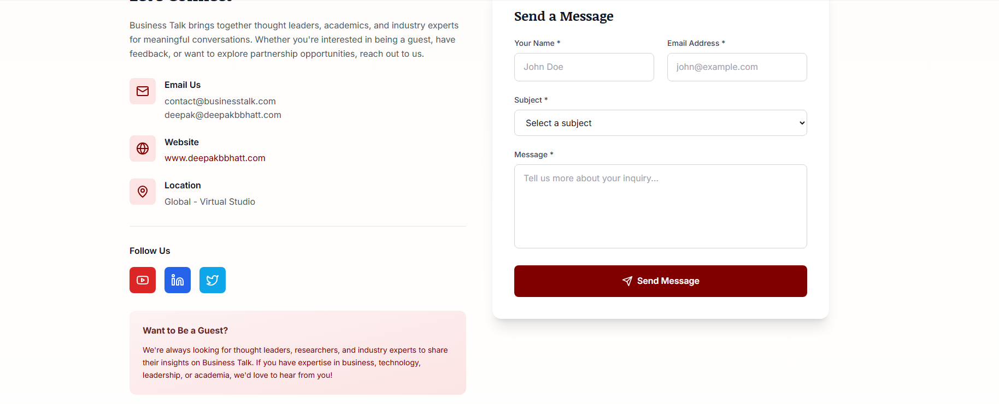 Let's Connect
Business Talk brings together thought leaders, academics, and industry experts
for meaningful conversations. Whether you're interested in being a guest, have
feedback, or want to explore partnership opportunities, reach out to us.
Email Us
contact@businesstalk.com
deepak@deepakbbhatt.com
Website
www.deepakbbhatt.com
Location
Global - Virtual Studio
Follow Us
Want to Be a Guest?
We're always looking for thought leaders, researchers, and industry experts to share
their insights on Business Talk. If you have expertise in business, technology,
leadership, or academia, we'd love to hear from you!
Send a Message
Your Name *
Email Address *
John Doe
john@example.com
Subject *
Select a subject
Message *
Tell us more about your inquiry...
Send Message